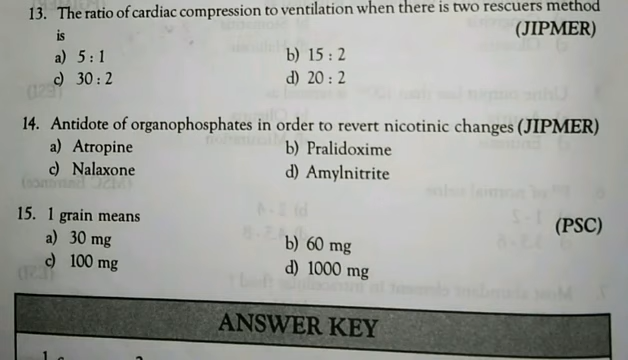 13. The ratio of cardiac compression to ventilation when there is two rescuers method
is (JIPMER)
a) 5 : 1 b) 15 : 2
c) 30 : 2 d) 20 : 2
14. Antidote of organophosphates in order to revert nicotinic changes (JIPMER)
a) Atropine b) Pralidoxime
c) Nalaxone d) Amylnitrite
15. 1 grain means (PSC)
a) 30 mg b) 60 mg
c) 100 mg d) 1000 mg
ANSWER KEY